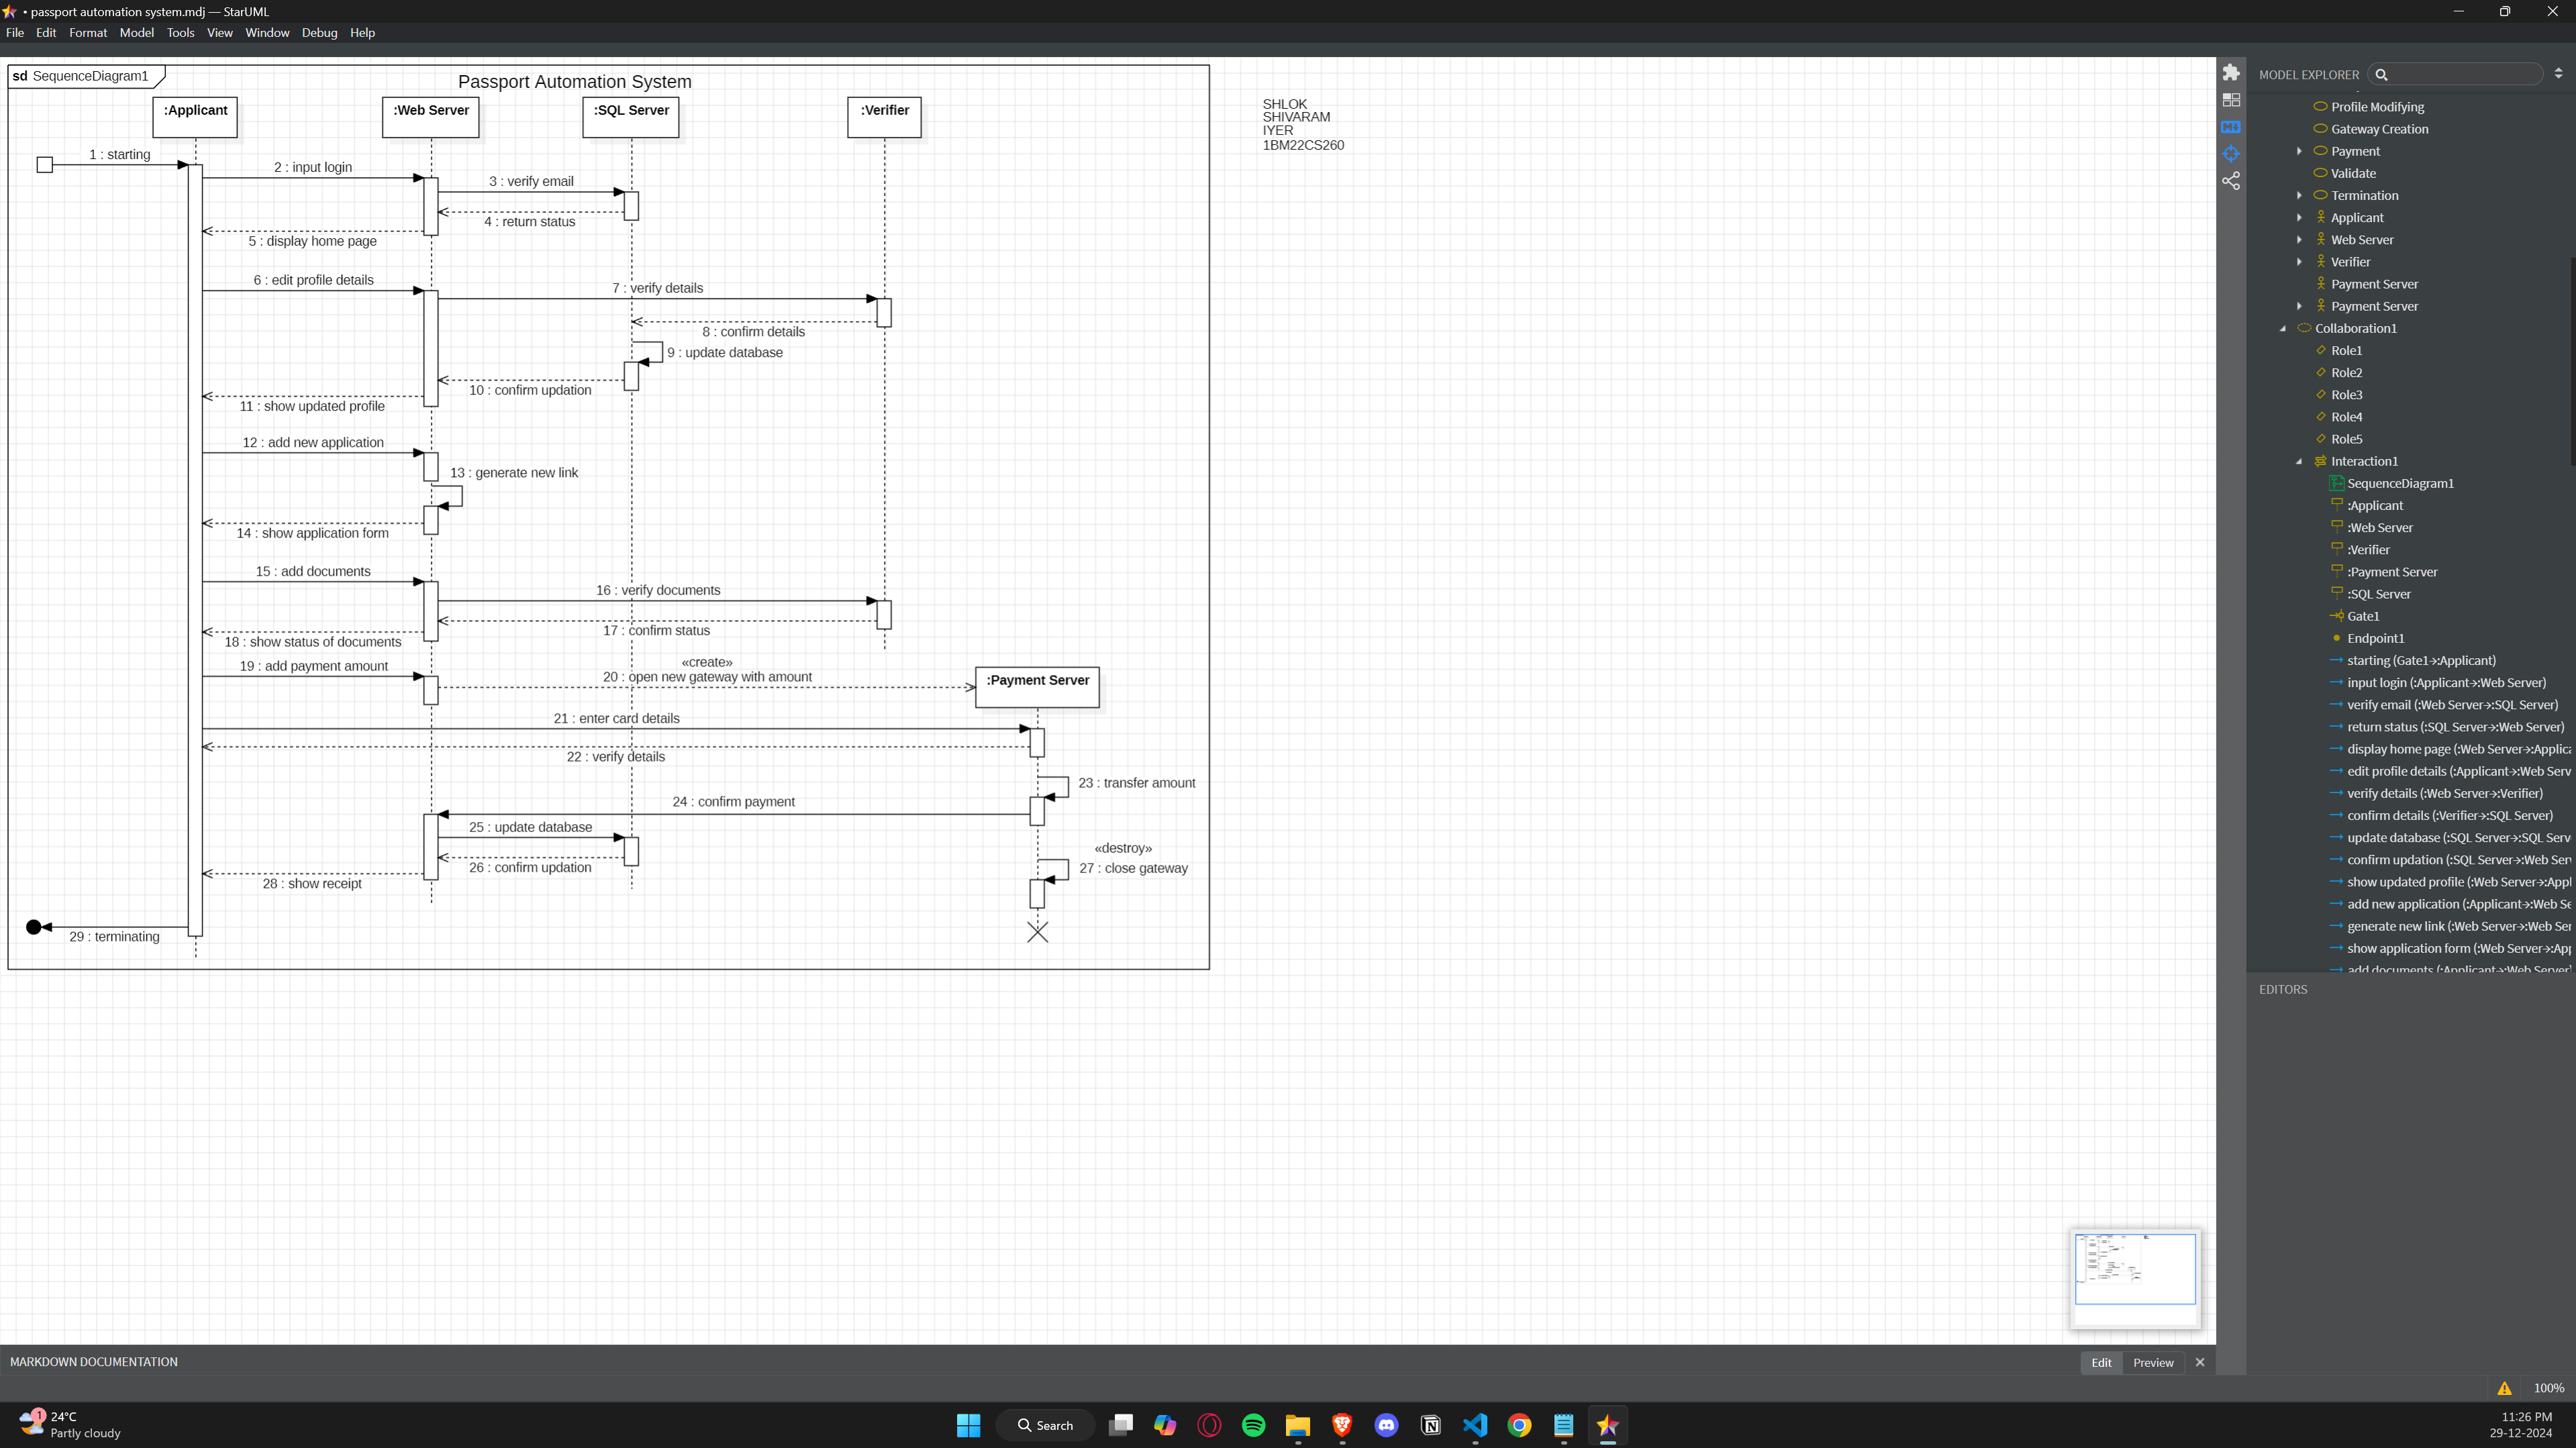 • passport automation system.mdj — StarUML
File Edit Format Model Tools View Window Debug Help
sd SequenceDiagram1
Passport Automation System
:Applicant
:Web Server
:SQL Server
:Verifier
SHLOK
SHIVARAM
IYER
1BM22CS260
1 : starting
2 : input login
3 : verify email
4 : return status
5 : display home page
6 : edit profile details
7 : verify details
8 : confirm details
9 : update database
10 : confirm updation
11 : show updated profile
12 : add new application
13 : generate new link
14 : show application form
15 : add documents
16 : verify documents
17 : confirm status
18 : show status of documents
19 : add payment amount
«create»
20 : open new gateway with amount
:Payment Server
21 : enter card details
22 : verify details
23 : transfer amount
24 : confirm payment
25 : update database
26 : confirm updation
«destroy»
27 : close gateway
28 : show receipt
29 : terminating
MODEL EXPLORER
Profile Modifying
Gateway Creation
Payment
Validate
Termination
Applicant
Web Server
Verifier
Payment Server
Payment Server
Collaboration1
Role1
Role2
Role3
Role4
Role5
Interaction1
SequenceDiagram1
:Applicant
:Web Server
:Verifier
:Payment Server
:SQL Server
Gate1
Endpoint1
starting (Gate1→:Applicant)
input login (:Applicant→:Web Server)
verify email (:Web Server→:SQL Server)
return status (:SQL Server→:Web Server)
display home page (:Web Server→:Applica
edit profile details (:Applicant→:Web Serv
verify details (:Web Server→:Verifier)
confirm details (:Verifier→:SQL Server)
update database (:SQL Server→:SQL Serv
confirm updation (:SQL Server→:Web Ser
show updated profile (:Web Server→:Appl
add new application (:Applicant→:Web Se
generate new link (:Web Server→:Web Ser
show application form (:Web Server→:Ap
add documents (:Applicant→:Web Server)
EDITORS
MARKDOWN DOCUMENTATION
Edit Preview
100%
1
24°C
Partly cloudy
Search
11:26 PM
29-12-2024